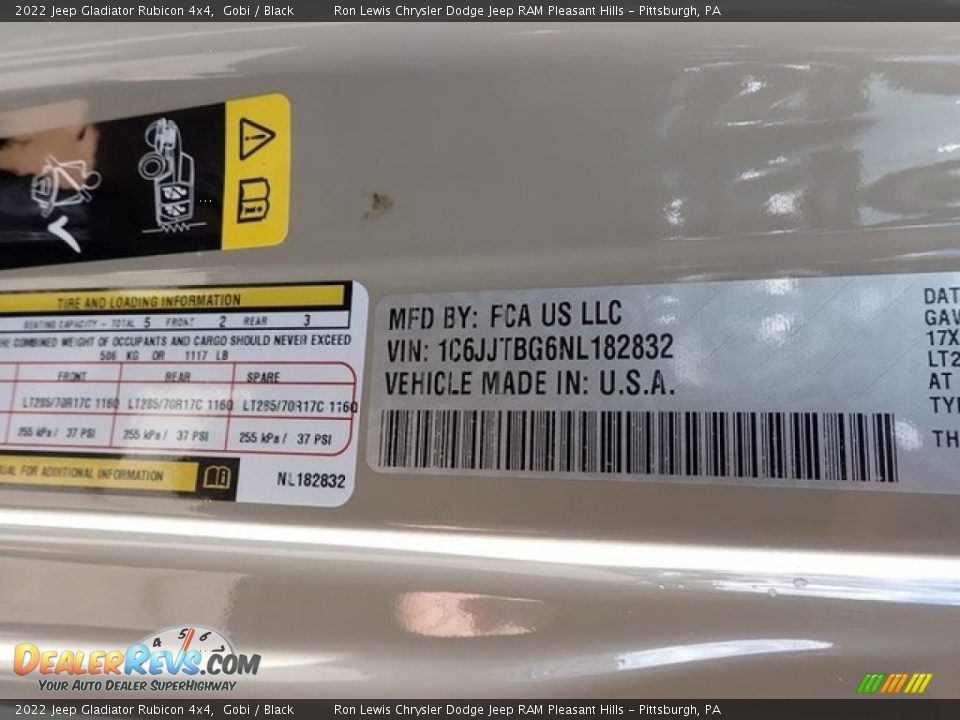 2022 Jeep Gladiator Rubicon 4x4, Gobi / Black Ron Lewis Chrysler Dodge Jeep RAM Pleasant Hills - Pittsburgh, PA
TIRE AND LOADING INFORMATION
SEATING CAPACITY - TOTAL 5 FRONT 2 REAR 3
THE COMBINED WEIGHT OF OCCUPANTS AND CARGO SHOULD NEVER EXCEED
506 KG OR 1117 LB
FRONT REAR SPARE
LT285/70R17C 116Q LT285/70R17C 116Q LT285/70R17C 116Q
255 kPa / 37 PSI 255 kPa / 37 PSI 255 kPa / 37 PSI
FOR ADDITIONAL INFORMATION
NL182832
MFD BY: FCA US LLC
VIN: 1C6JJTBG6NL182832
VEHICLE MADE IN: U.S.A.
DAT
GAV
17X
LT2
AT
TYP
TH
4 5 6
DealerRevs.com
Your Auto Dealer SuperHighway
2022 Jeep Gladiator Rubicon 4x4, Gobi / Black Ron Lewis Chrysler Dodge Jeep RAM Pleasant Hills - Pittsburgh, PA